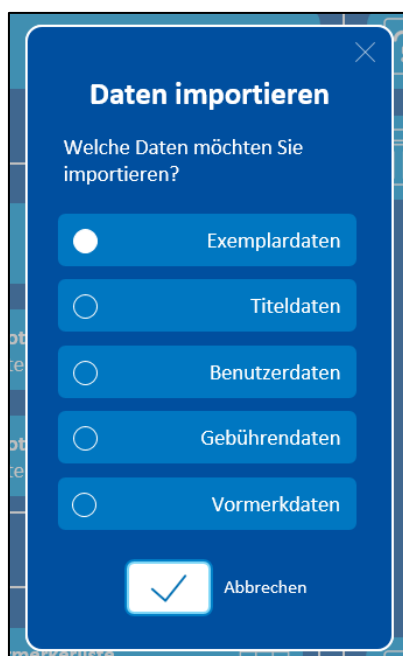 Daten importieren
Welche Daten möchten Sie
importieren?
Exemplardaten
Titeldaten
Benutzerdaten
Gebührendaten
Vormerkdaten
Abbrechen